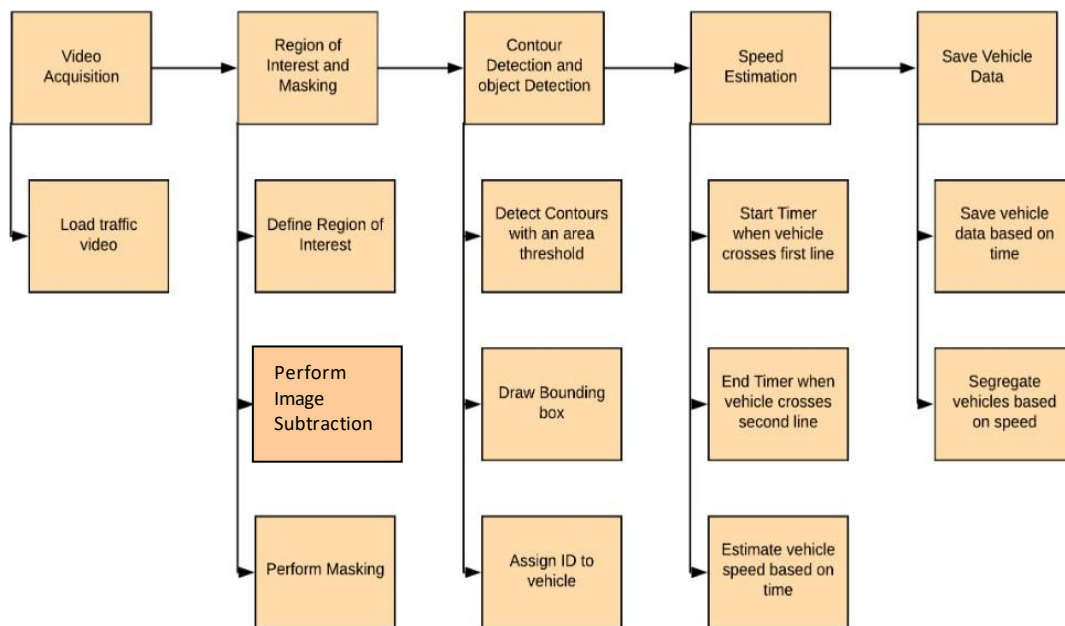 Video
Acquisition
Region of
Interest and
Masking
Contour
Detection and
object Detection
Speed
Estimation
Save Vehicle
Data
Load traffic
video
Define Region of
Interest
Detect Contours
with an area
threshold
Start Timer
when vehicle
crosses first line
Save vehicle
data based on
time
Perform
Image
Subtraction
Draw Bounding
box
End Timer when
vehicle crosses
second line
Segregate
vehicles based
on speed
Perform Masking
Assign ID to
vehicle
Estimate vehicle
speed based on
time